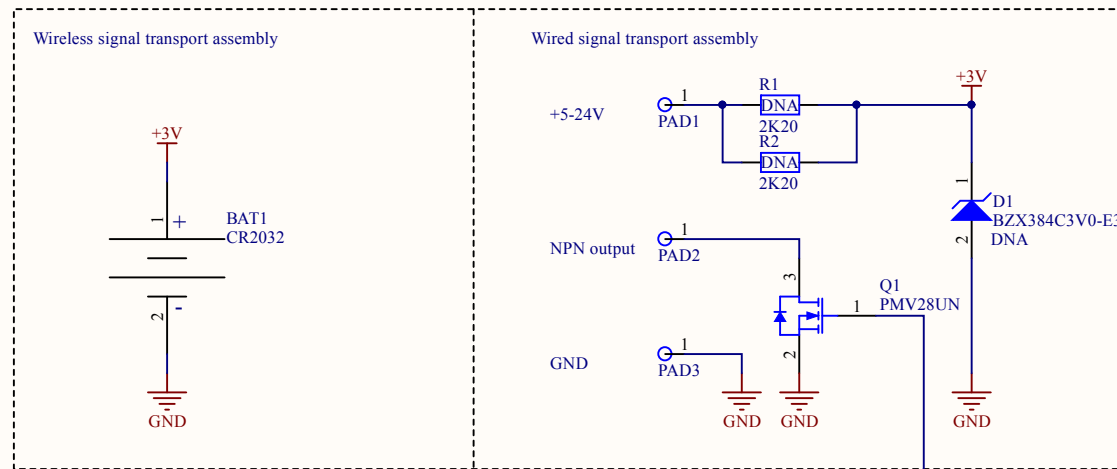 Wireless signal transport assembly
+3V
1
+
BAT1
CR2032
2
-
GND
Wired signal transport assembly
+5-24V
1
PAD1
R1
DNA
2K20
R2
DNA
2K20
+3V
1
D1
BZX384C3V0-E3
DNA
2
NPN output
1
PAD2
3
Q1
PMV28UN
1
2
GND
1
PAD3
GND
GND
GND